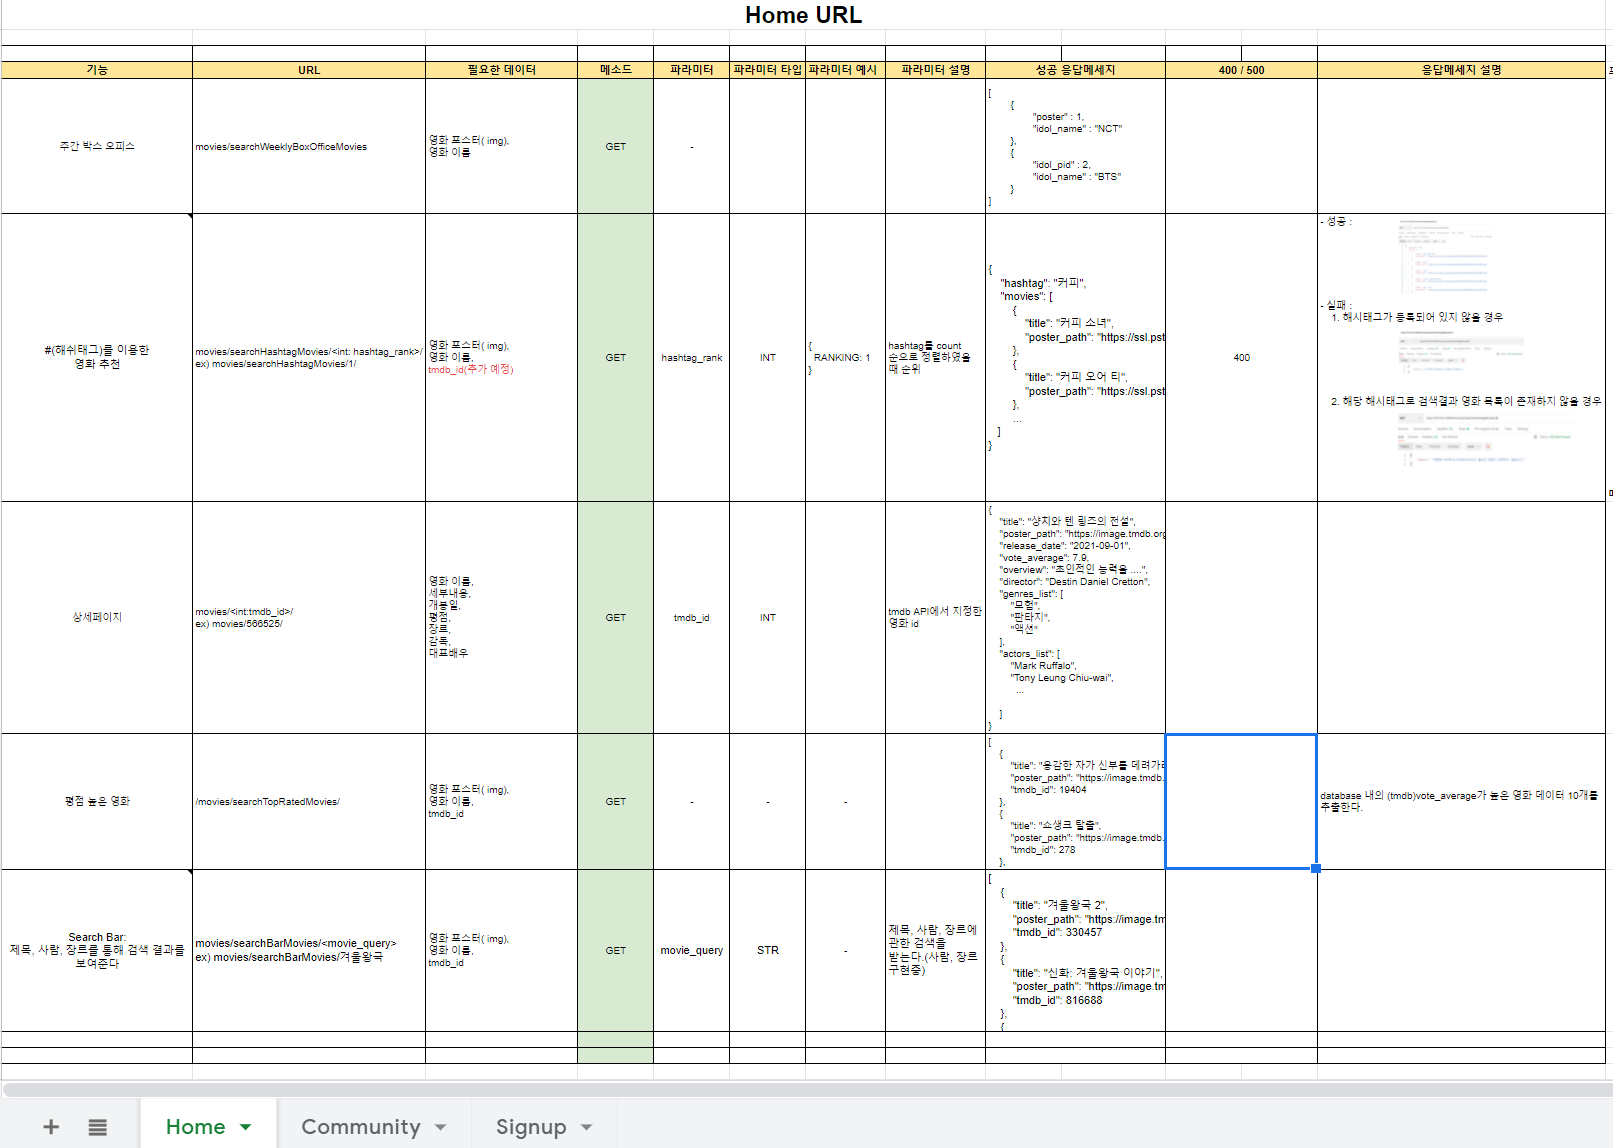 Home URL
기능
URL
필요한 데이터
메소드
파라미터
파라미터 타입
파라미터 예시
파라미터 설명
성공 응답메세지
400 / 500
응답메세지 설명
주간 박스 오피스
movies/searchWeeklyBoxOfficeMovies
영화 포스터( img),
영화 이름
GET
-
[
{
"poster" : 1,
"idol_name" : "NCT"
},
{
"idol_pid" : 2,
"idol_name" : "BTS"
}
]
#(해쉬태그)를 이용한
영화 추천
movies/searchHashtagMovies/<int: hashtag_rank>/
ex) movies/searchHashtagMovies/1/
영화 포스터( img),
영화 이름,
tmdb_id(추가 예정)
GET
hashtag_rank
INT
{
RANKING: 1
}
hashtag를 count
순으로 정렬하였을
때 순위
{
"hashtag": "커피",
"movies": [
{
"title": "커피 소녀",
"poster_path": "https://ssl.pst
},
{
"title": "커피 오어 티",
"poster_path": "https://ssl.pst
},
...
]
}
400
- 성공 :
- 실패 :
1. 해시태그가 등록되어 있지 않을 경우
2. 해당 해시태그로 검색결과 영화 목록이 존재하지 않을 경우
상세페이지
movies/<int:tmdb_id>/
ex) movies/566525/
영화 이름,
세부내용,
개봉일,
평점,
장르,
감독,
대표배우
GET
tmdb_id
INT
tmdb API에서 지정한
영화 id
{
"title": "샹치와 텐 링즈의 전설",
"poster_path": "https://image.tmdb.org
"release_date": "2021-09-01",
"vote_average": 7.9,
"overview": "초인적인 능력을 ....",
"director": "Destin Daniel Cretton",
"genres_list": [
"모험",
"판타지",
"액션"
],
"actors_list": [
"Mark Ruffalo",
"Tony Leung Chiu-wai",
...
]
}
평점 높은 영화
/movies/searchTopRatedMovies/
영화 포스터( img),
영화 이름,
tmdb_id
GET
-
-
-
[
{
"title": "용감한 자가 신부를 데려가리
"poster_path": "https://image.tmdb.
"tmdb_id": 19404
},
{
"title": "쇼생크 탈출",
"poster_path": "https://image.tmdb.
"tmdb_id": 278
},
database 내의 (tmdb)vote_average가 높은 영화 데이터 10개를
추출한다.
Search Bar:
제목, 사람, 장르를 통해 검색 결과를
보여준다
movies/searchBarMovies/<movie_query>
ex) movies/searchBarMovies/겨울왕국
영화 포스터( img),
영화 이름,
tmdb_id
GET
movie_query
STR
-
제목, 사람, 장르에
관한 검색을
받는다.(사람, 장르
구현중)
[
{
"title": "겨울왕국 2",
"poster_path": "https://image.tm
"tmdb_id": 330457
},
{
"title": "신화: 겨울왕국 이야기",
"poster_path": "https://image.tm
"tmdb_id": 816688
},
{
Home
Community
Signup